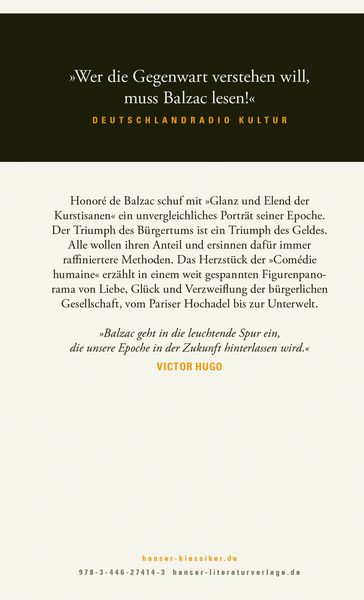 »Wer die Gegenwart verstehen will,
muss Balzac lesen!«
DEUTSCHLANDRADIO KULTUR
Honoré de Balzac schuf mit »Glanz und Elend der
Kurstisanen« ein unvergleichliches Porträt seiner Epoche.
Der Triumph des Bürgertums ist ein Triumph des Geldes.
Alle wollen ihren Anteil und ersinnen dafür immer
raffiniertere Methoden. Das Herzstück der »Comédie
humaine« erzählt in einem weit gespannten Figurenpano-
rama von Liebe, Glück und Verzweiflung der bürgerlichen
Gesellschaft, vom Pariser Hochadel bis zur Unterwelt.
»Balzac geht in die leuchtende Spur ein,
die unsere Epoche in der Zukunft hinterlassen wird.«
VICTOR HUGO
hanser-klassiker.de
978-3-446-27414-3 hanser-literaturverlage.de